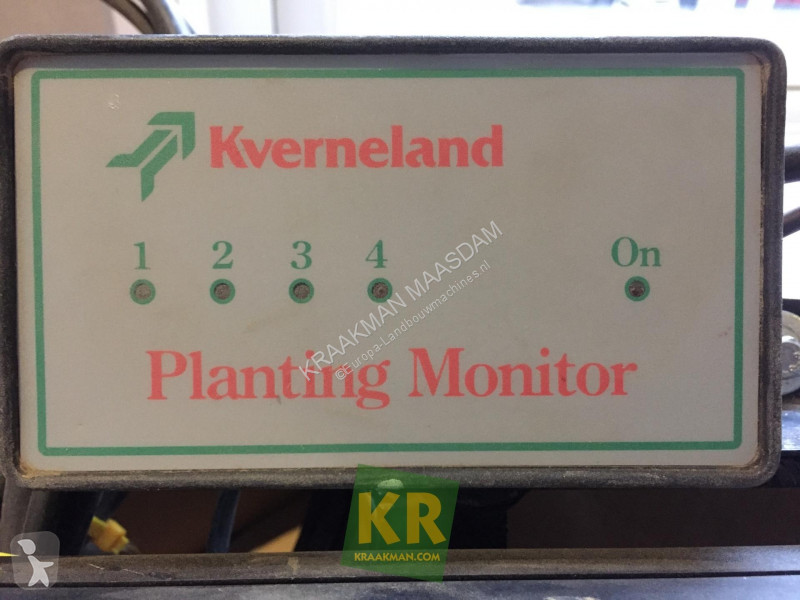 Kverneland
1 2 3 4 On
Planting Monitor
KRAAKMAN MAASDAM
©Europa-Landbouwmachines.nl
KR
KRAAKMAN.COM